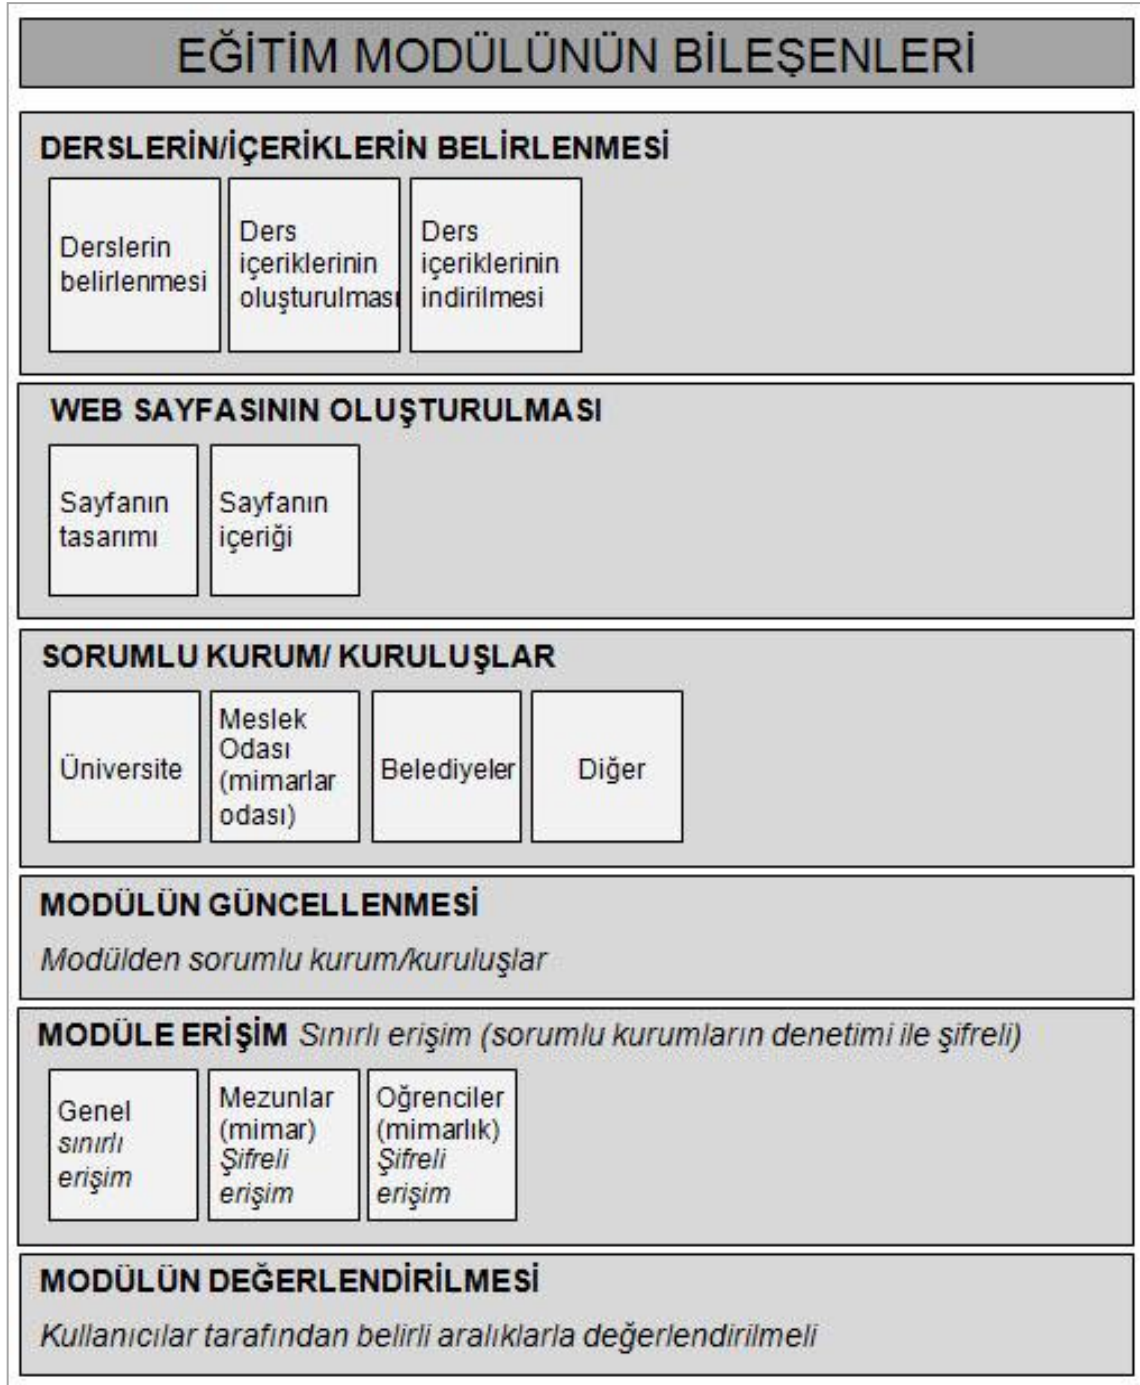 EĞİTİM MODÜLÜNÜN BİLEŞENLERİ
DERSLERİN/İÇERİKLERİN BELİRLENMESİ
Derslerin
belirlenmesi
Ders
içeriklerinin
oluşturulması
Ders
içeriklerinin
indirilmesi
WEB SAYFASININ OLUŞTURULMASI
Sayfanın
tasarımı
Sayfanın
içeriği
SORUMLU KURUM/ KURULUŞLAR
Üniversite
Meslek
Odası
(mimarlar
odası)
Belediyeler
Diğer
MODÜLÜN GÜNCELLENMESİ
Modülden sorumlu kurum/kuruluşlar
MODÜLE ERİŞİM Sınırlı erişim (sorumlu kurumların denetimi ile şifreli)
Genel
sınırlı
erişim
Mezunlar
(mimar)
Şifreli
erişim
Oğrenciler
(mimarlık)
Şifreli
erişim
MODÜLÜN DEĞERLENDİRİLMESİ
Kullanıcılar tarafından belirli aralıklarla değerlendirilmeli